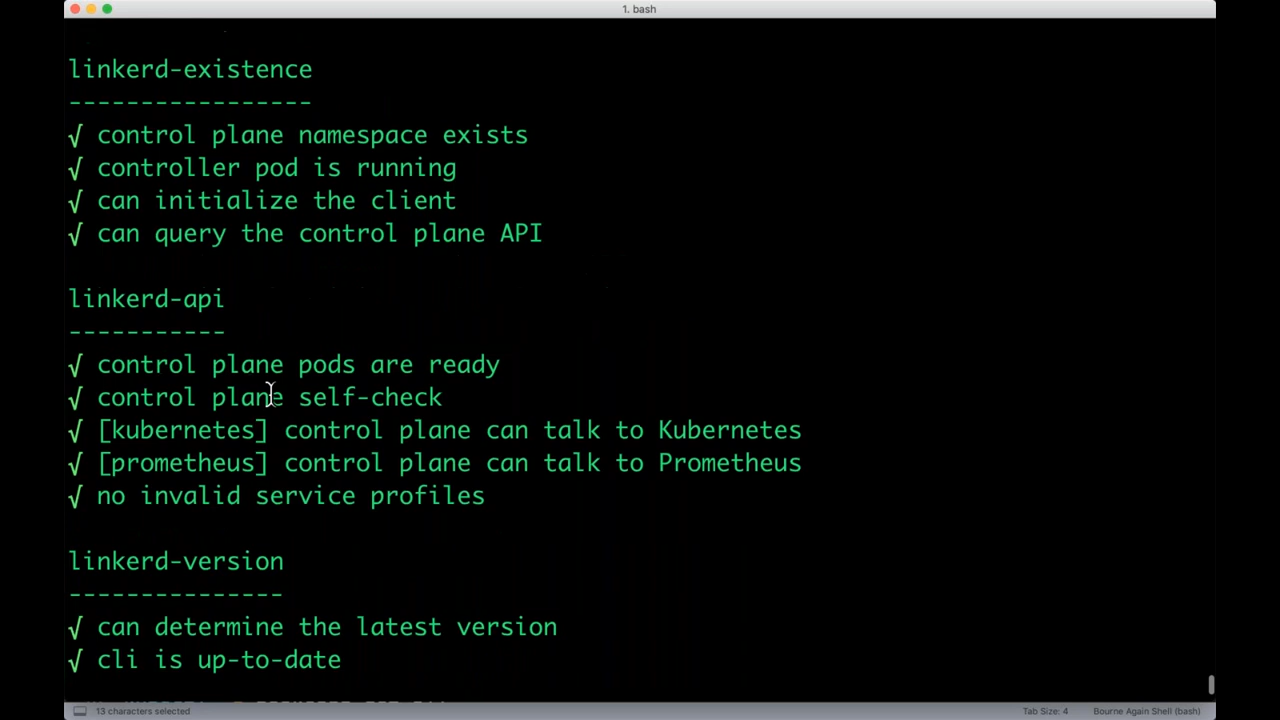 1. bash
linkerd-existence
-----------------
√ control plane namespace exists
√ controller pod is running
√ can initialize the client
√ can query the control plane API
linkerd-api
-----------
√ control plane pods are ready
√ control plane self-check
√ [kubernetes] control plane can talk to Kubernetes
√ [prometheus] control plane can talk to Prometheus
√ no invalid service profiles
linkerd-version
---------------
√ can determine the latest version
√ cli is up-to-date
13 characters selected
Tab Size: 4
Bourne Again Shell (bash)